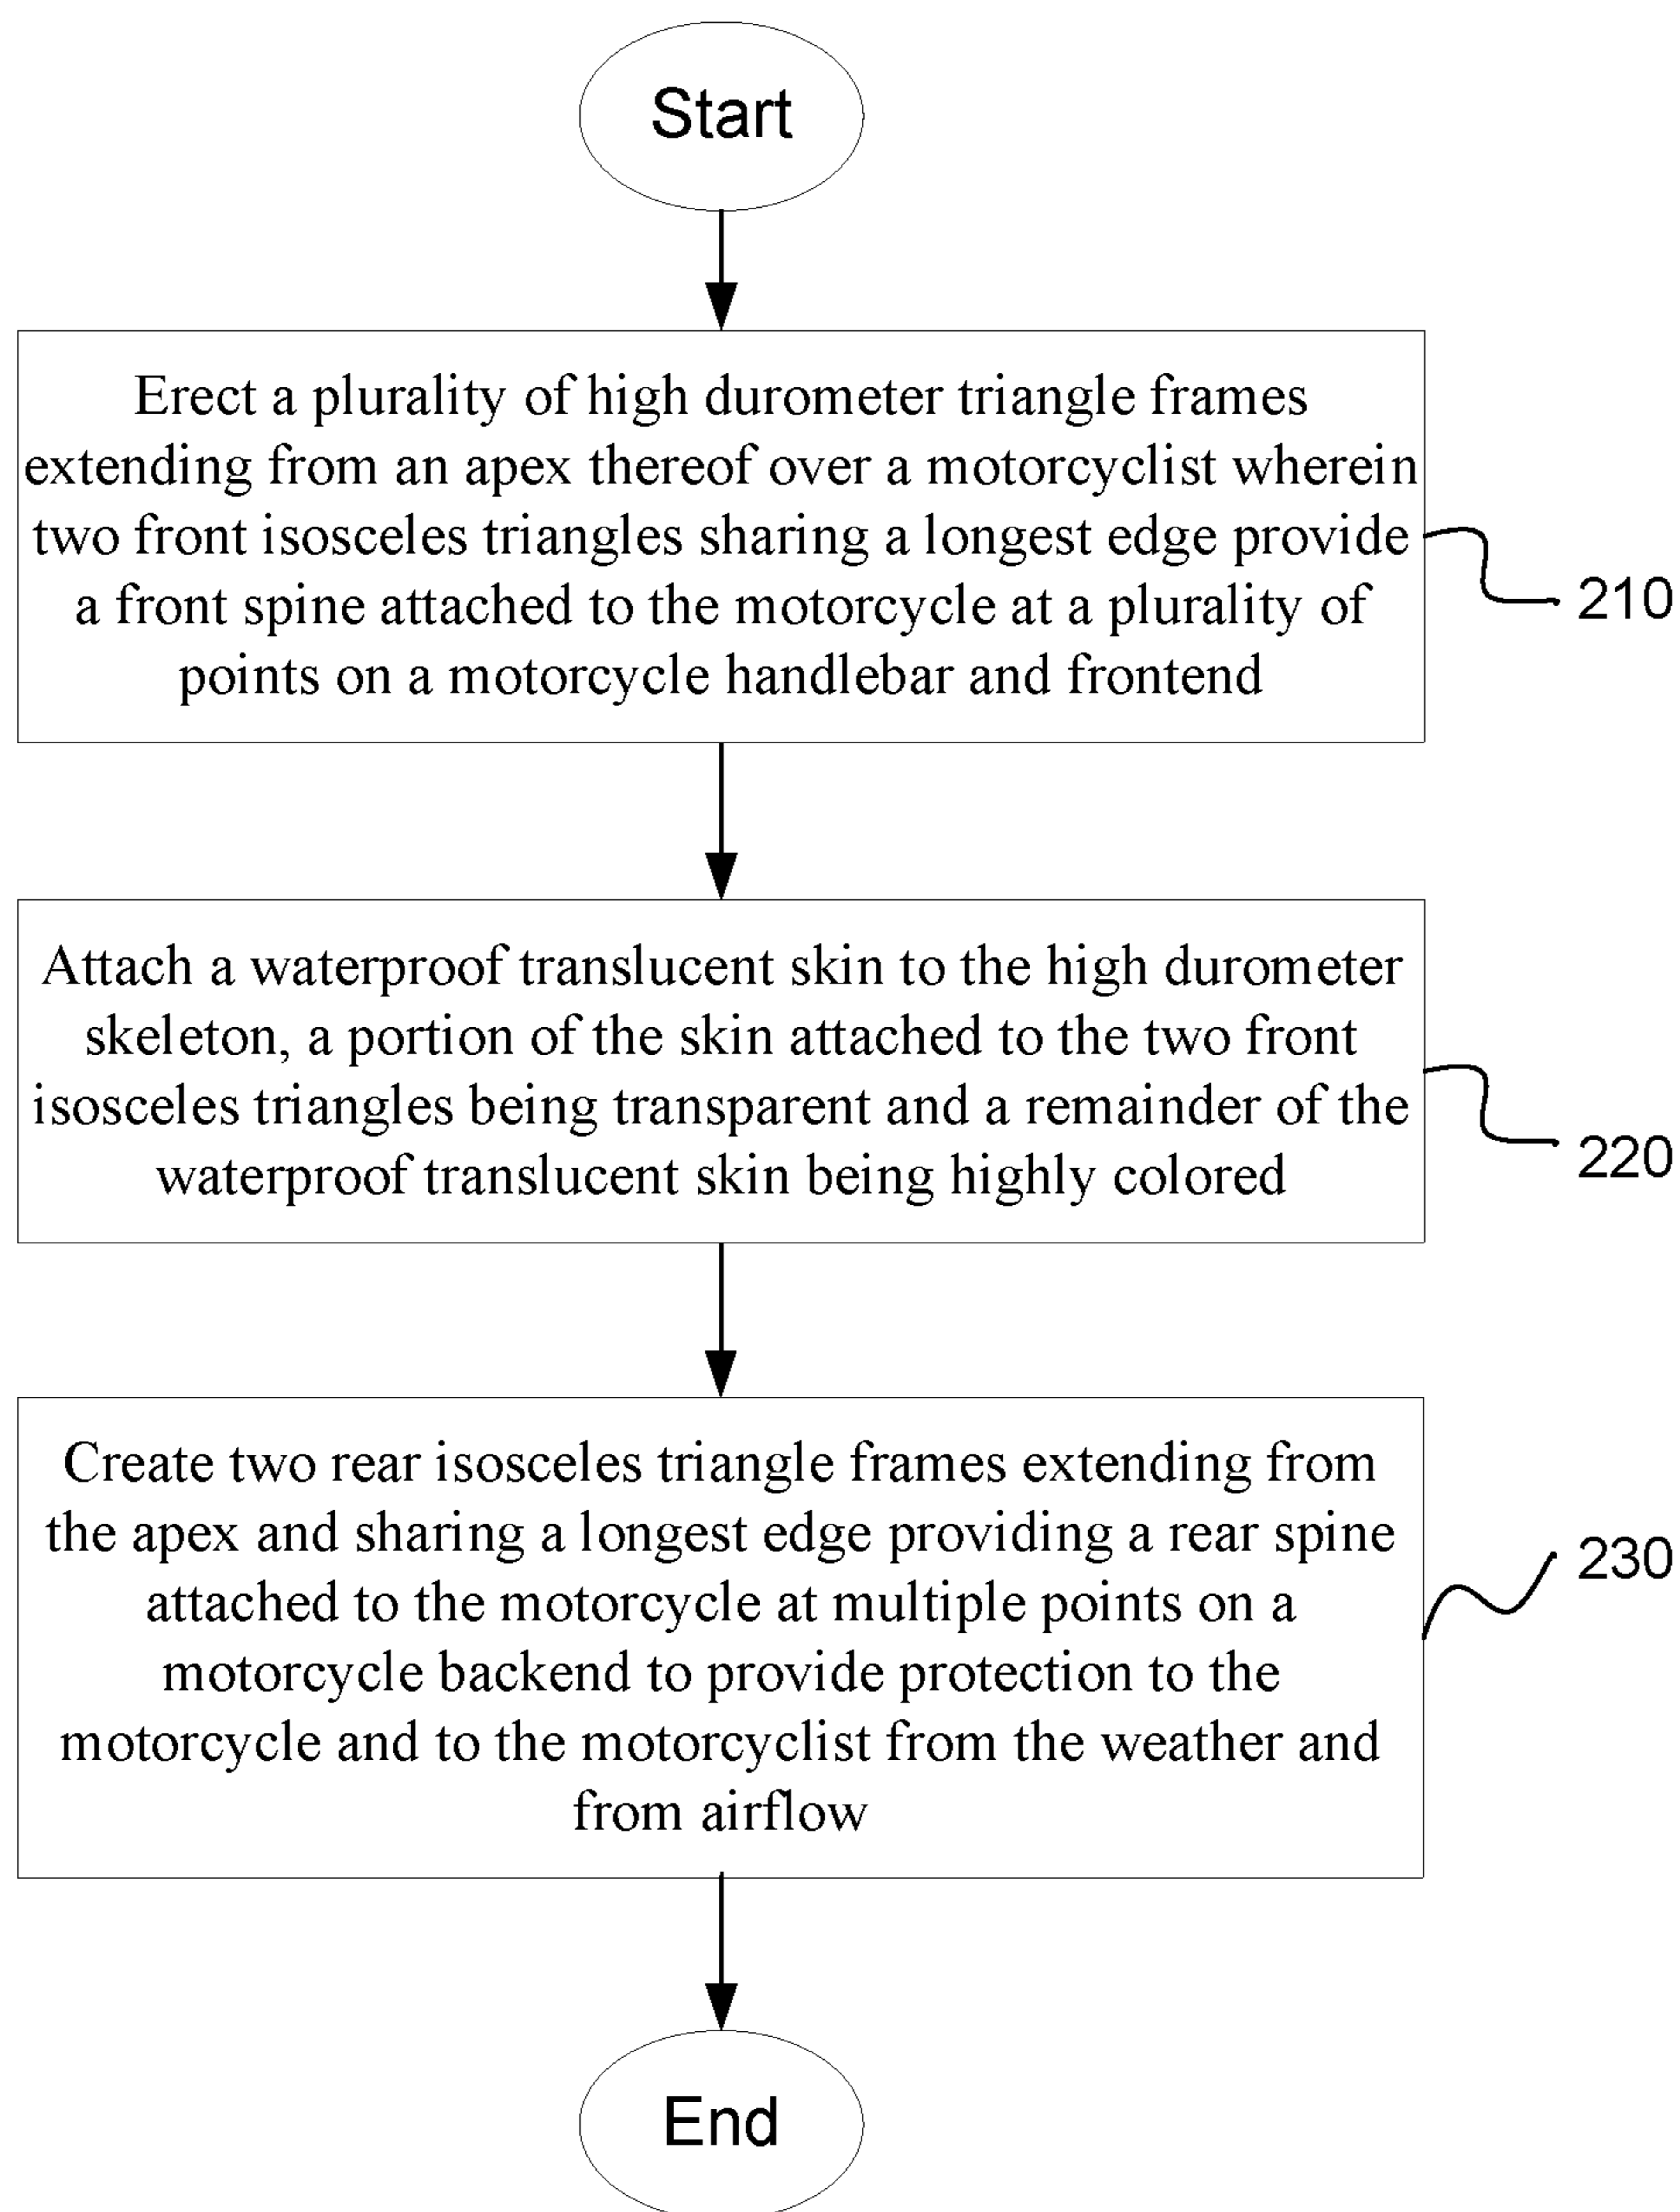 Start
Erect a plurality of high durometer triangle frames
extending from an apex thereof over a motorcyclist wherein
two front isosceles triangles sharing a longest edge provide
a front spine attached to the motorcycle at a plurality of
points on a motorcycle handlebar and frontend
210
Attach a waterproof translucent skin to the high durometer
skeleton, a portion of the skin attached to the two front
isosceles triangles being transparent and a remainder of the
waterproof translucent skin being highly colored
220
Create two rear isosceles triangle frames extending from
the apex and sharing a longest edge providing a rear spine
attached to the motorcycle at multiple points on a
motorcycle backend to provide protection to the
motorcycle and to the motorcyclist from the weather and
from airflow
230
End